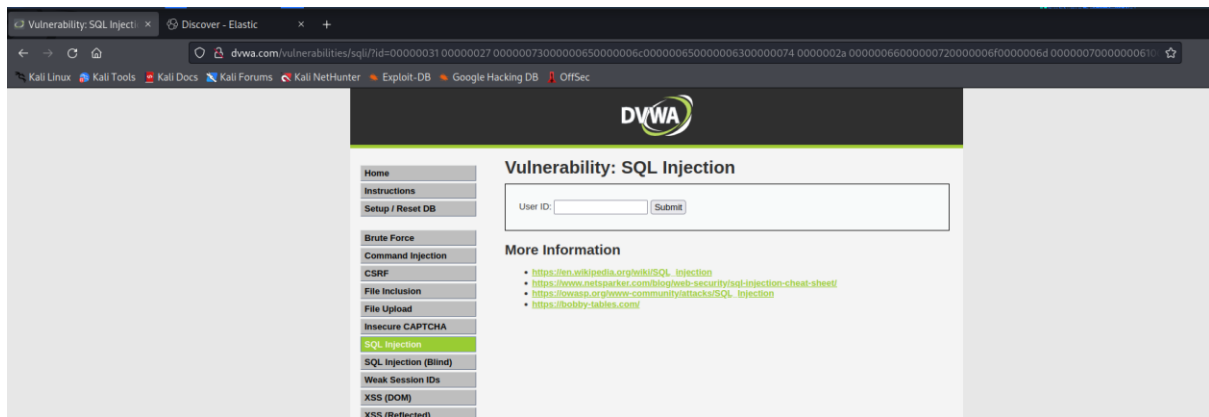 Vulnerability: SQL Injecti × Discover - Elastic × +
dvwa.com/vulnerabilities/sqli/?id=00000031 00000027 00000073000000650000006c000000650000006300000074 0000002a 00000066000000720000006f0000006d 0000007000000061
Kali Linux Kali Tools Kali Docs Kali Forums Kali NetHunter Exploit-DB Google Hacking DB OffSec
DVWA
Home
Instructions
Setup / Reset DB
Brute Force
Command Injection
CSRF
File Inclusion
File Upload
Insecure CAPTCHA
SQL Injection
SQL Injection (Blind)
Weak Session IDs
XSS (DOM)
XSS (Reflected)
Vulnerability: SQL Injection
User ID: Submit
More Information
• https://en.wikipedia.org/wiki/SQL_injection
• https://www.netsparker.com/blog/web-security/sql-injection-cheat-sheet/
• https://owasp.org/www-community/attacks/SQL_Injection
• https://bobby-tables.com/